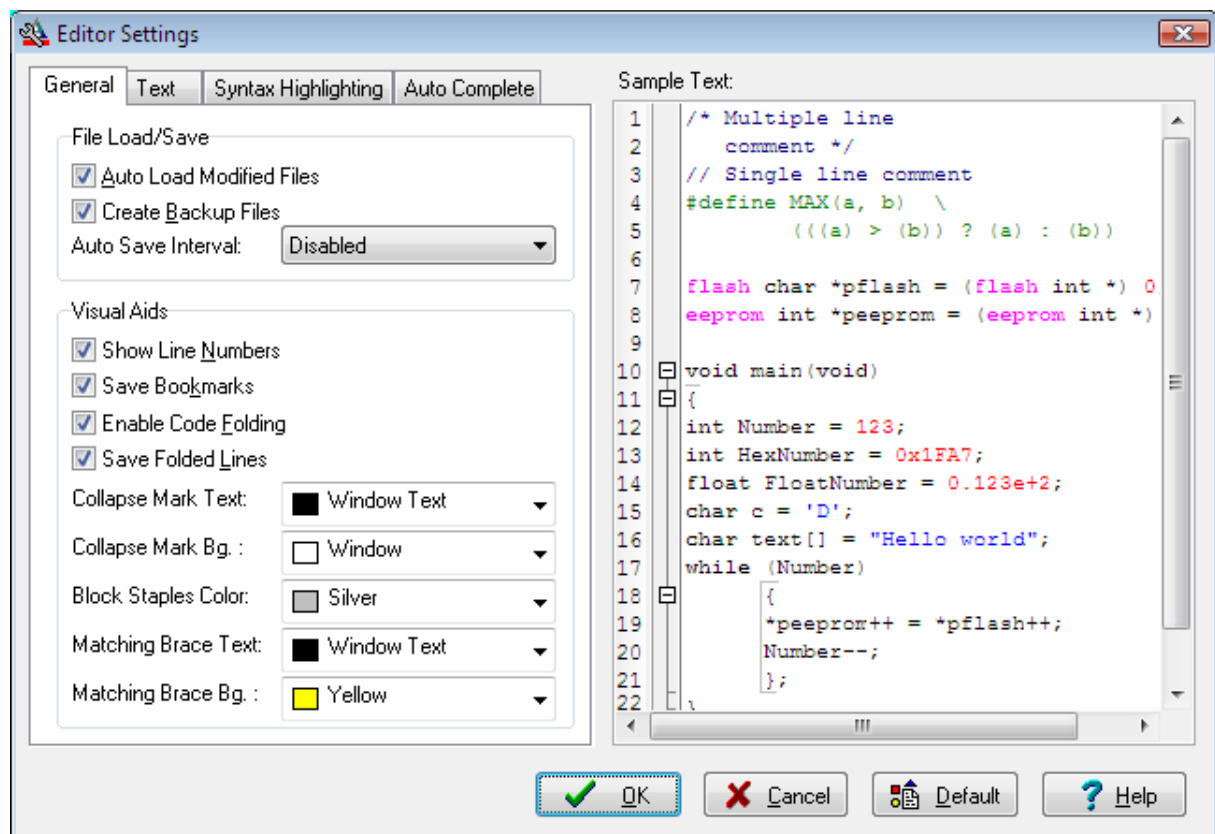 Editor Settings
General Text Syntax Highlighting Auto Complete
File Load/Save
Auto Load Modified Files
Create Backup Files
Auto Save Interval: Disabled
Visual Aids
Show Line Numbers
Save Bookmarks
Enable Code Folding
Save Folded Lines
Collapse Mark Text: Window Text
Collapse Mark Bg. : Window
Block Staples Color: Silver
Matching Brace Text: Window Text
Matching Brace Bg. : Yellow
Sample Text:
1 /* Multiple line
2 comment */
3 // Single line comment
4 #define MAX(a, b) \
5 (((a) > (b)) ? (a) : (b))
6
7 flash char *pflash = (flash int *) 0
8 eeprom int *peeprom = (eeprom int *)
9
10 void main(void)
11 {
12 int Number = 123;
13 int HexNumber = 0x1FA7;
14 float FloatNumber = 0.123e+2;
15 char c = 'D';
16 char text[] = "Hello world";
17 while (Number)
18 {
19 *peeprom++ = *pflash++;
20 Number--;
21 };
22 }
OK Cancel Default Help